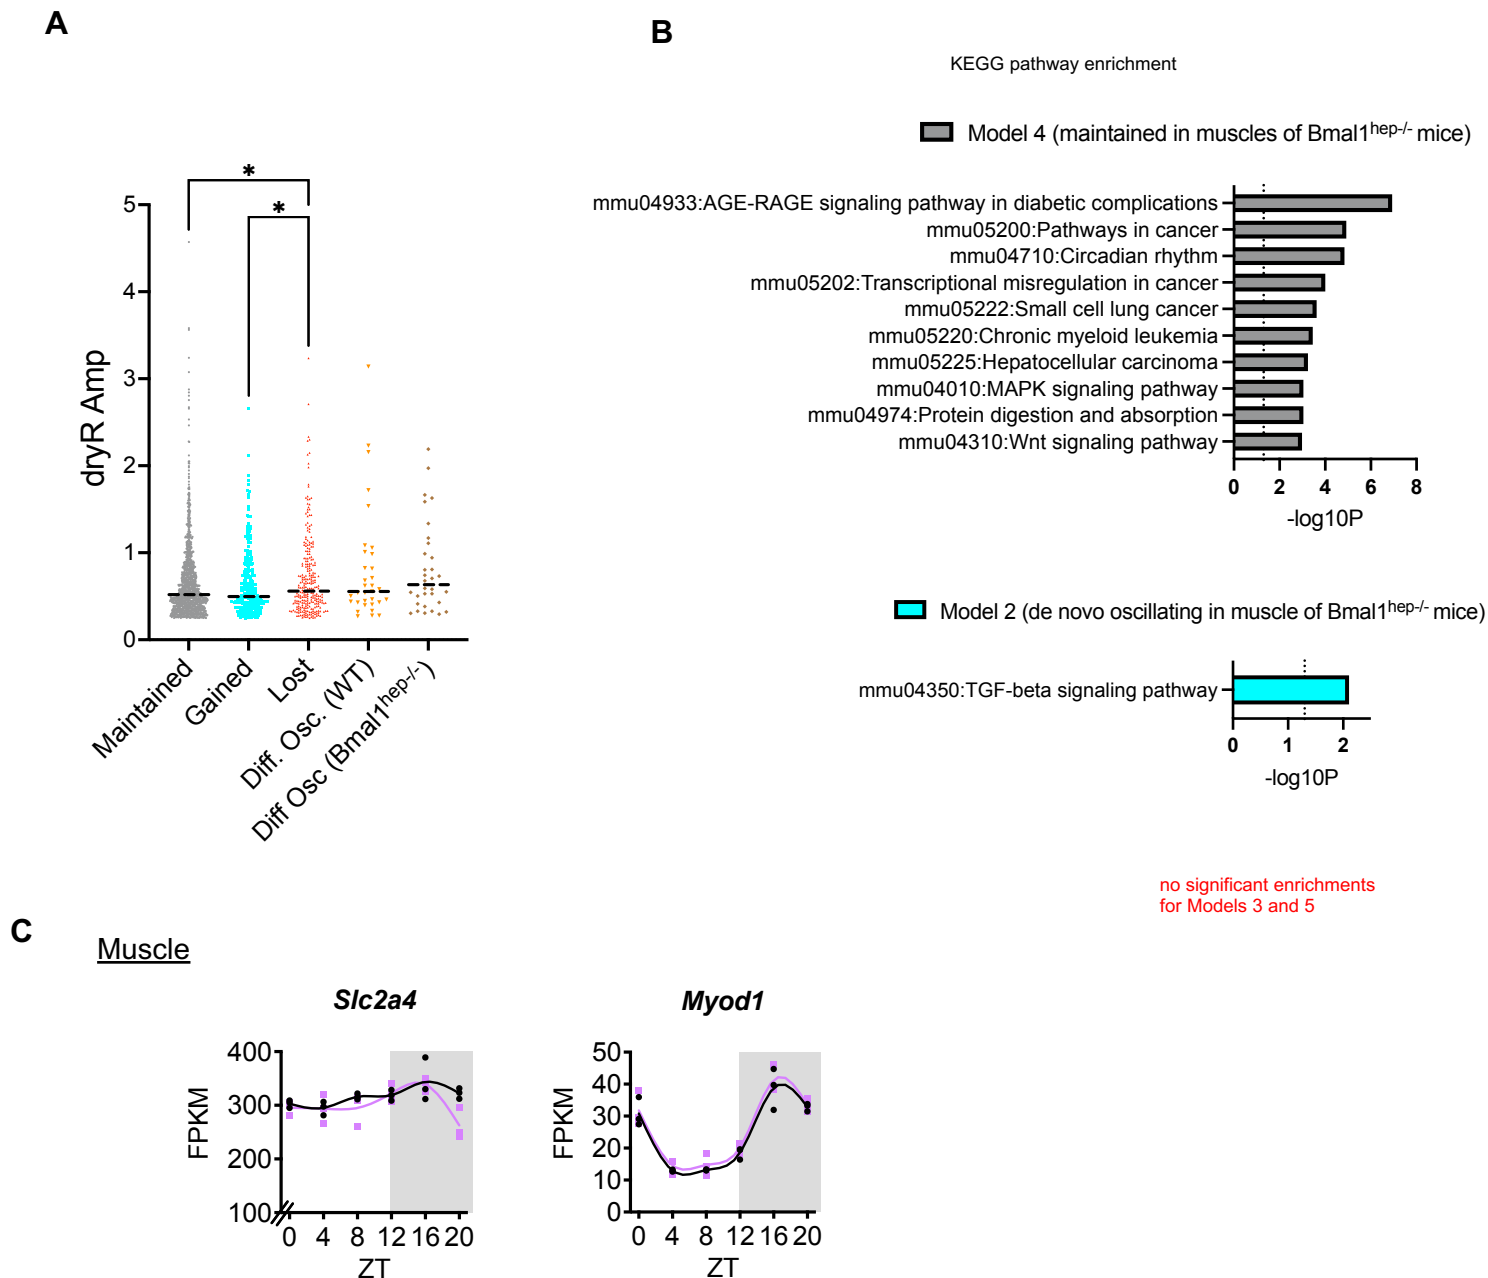 A
B
KEGG pathway enrichment
Model 4 (maintained in muscles of Bmal1hep-/- mice)
mmu04933:AGE-RAGE signaling pathway in diabetic complications
mmu05200:Pathways in cancer
mmu04710:Circadian rhythm
mmu05202:Transcriptional misregulation in cancer
mmu05222:Small cell lung cancer
mmu05220:Chronic myeloid leukemia
mmu05225:Hepatocellular carcinoma
mmu04010:MAPK signaling pathway
mmu04974:Protein digestion and absorption
mmu04310:Wnt signaling pathway
0 2 4 6 8
-log10P
Model 2 (de novo oscillating in muscle of Bmal1hep-/- mice)
mmu04350:TGF-beta signaling pathway
0 1 2
-log10P
no significant enrichments
for Models 3 and 5
*
*
dryR Amp
5
4
3
2
1
0
Maintained
Gained
Lost
Diff. Osc. (WT)
Diff Osc (Bmal1hep-/-)
C
Muscle
Slc2a4
FPKM
400
300
200
100
0 4 8 12 16 20
ZT
Myod1
FPKM
50
40
30
20
10
0
0 4 8 12 16 20
ZT